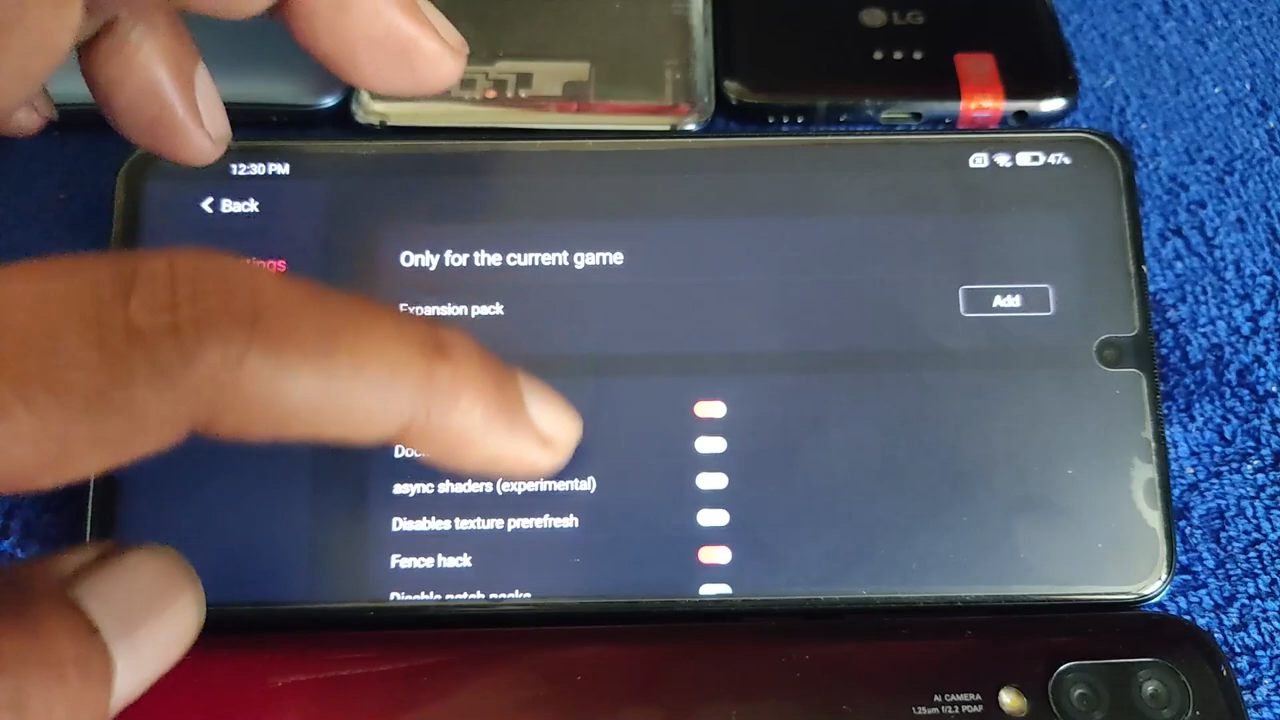 LG
12:30 PM
47%
Back
Only for the current game
Expansion pack
Add
async shaders (experimental)
Disables texture prerefresh
Fence hack
AI CAMERA
1.25um f/2.2 PDAF